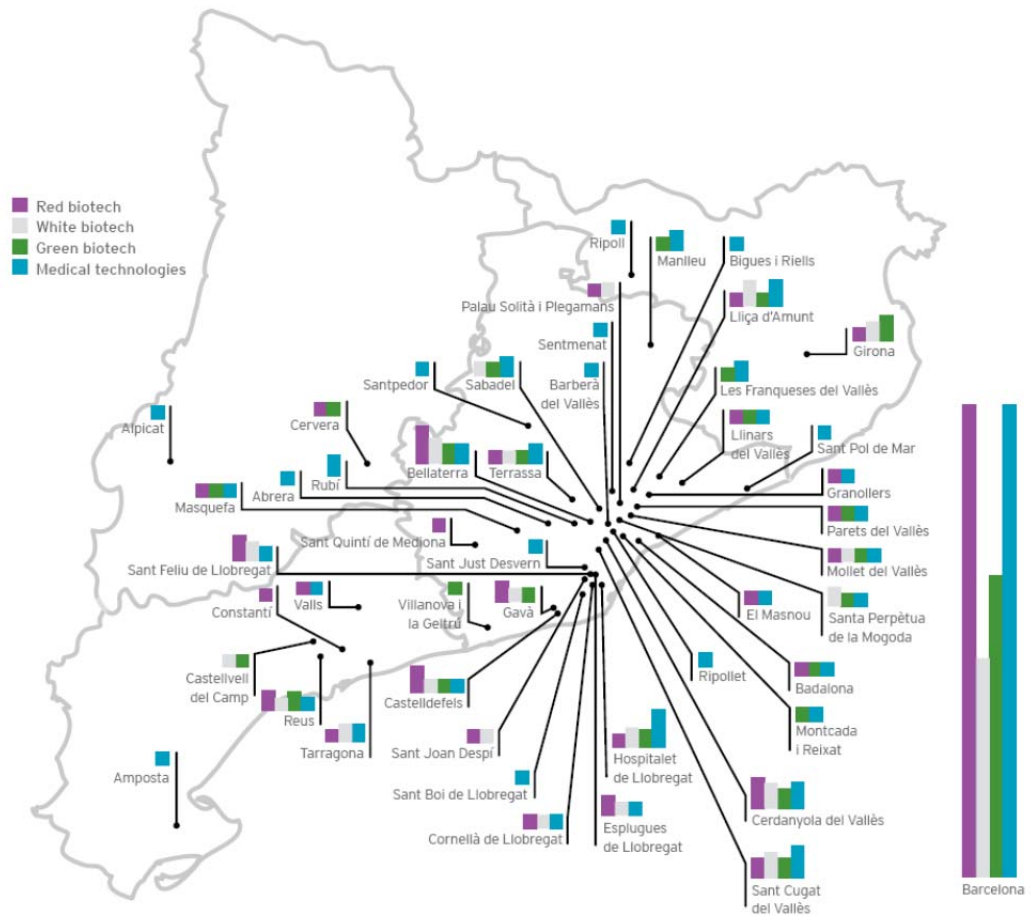 Red biotech
White biotech
Green biotech
Medical technologies
Ripoll
Manlleu
Bigues i Riells
Palau Solità i Plegamans
Lliça d'Amunt
Sentmenat
Girona
Santpedor
Sabadel
Barberà
del Vallès
Les Franqueses del Vallès
Alpicat
Cervera
Llinars
del Vallès
Sant Pol de Mar
Bellaterra
Terrassa
Rubí
Abrera
Masquefa
Granollers
Parets del Vallès
Sant Quintí de Mediona
Sant Just Desvern
Mollet del Vallès
Sant Feliu de Llobregat
Constantí
Valls
Villanova i
la Geltrú
Gavà
El Masnou
Santa Perpètua
de la Mogoda
Castellvell
del Camp
Reus
Tarragona
Castelldefels
Ripollet
Badalona
Montcada
i Reixat
Sant Joan Despí
Hospitalet
de Llobregat
Amposta
Sant Boi de Llobregat
Cornellà de Llobregat
Esplugues
de Llobregat
Cerdanyola del Vallès
Sant Cugat
del Vallès
Barcelona